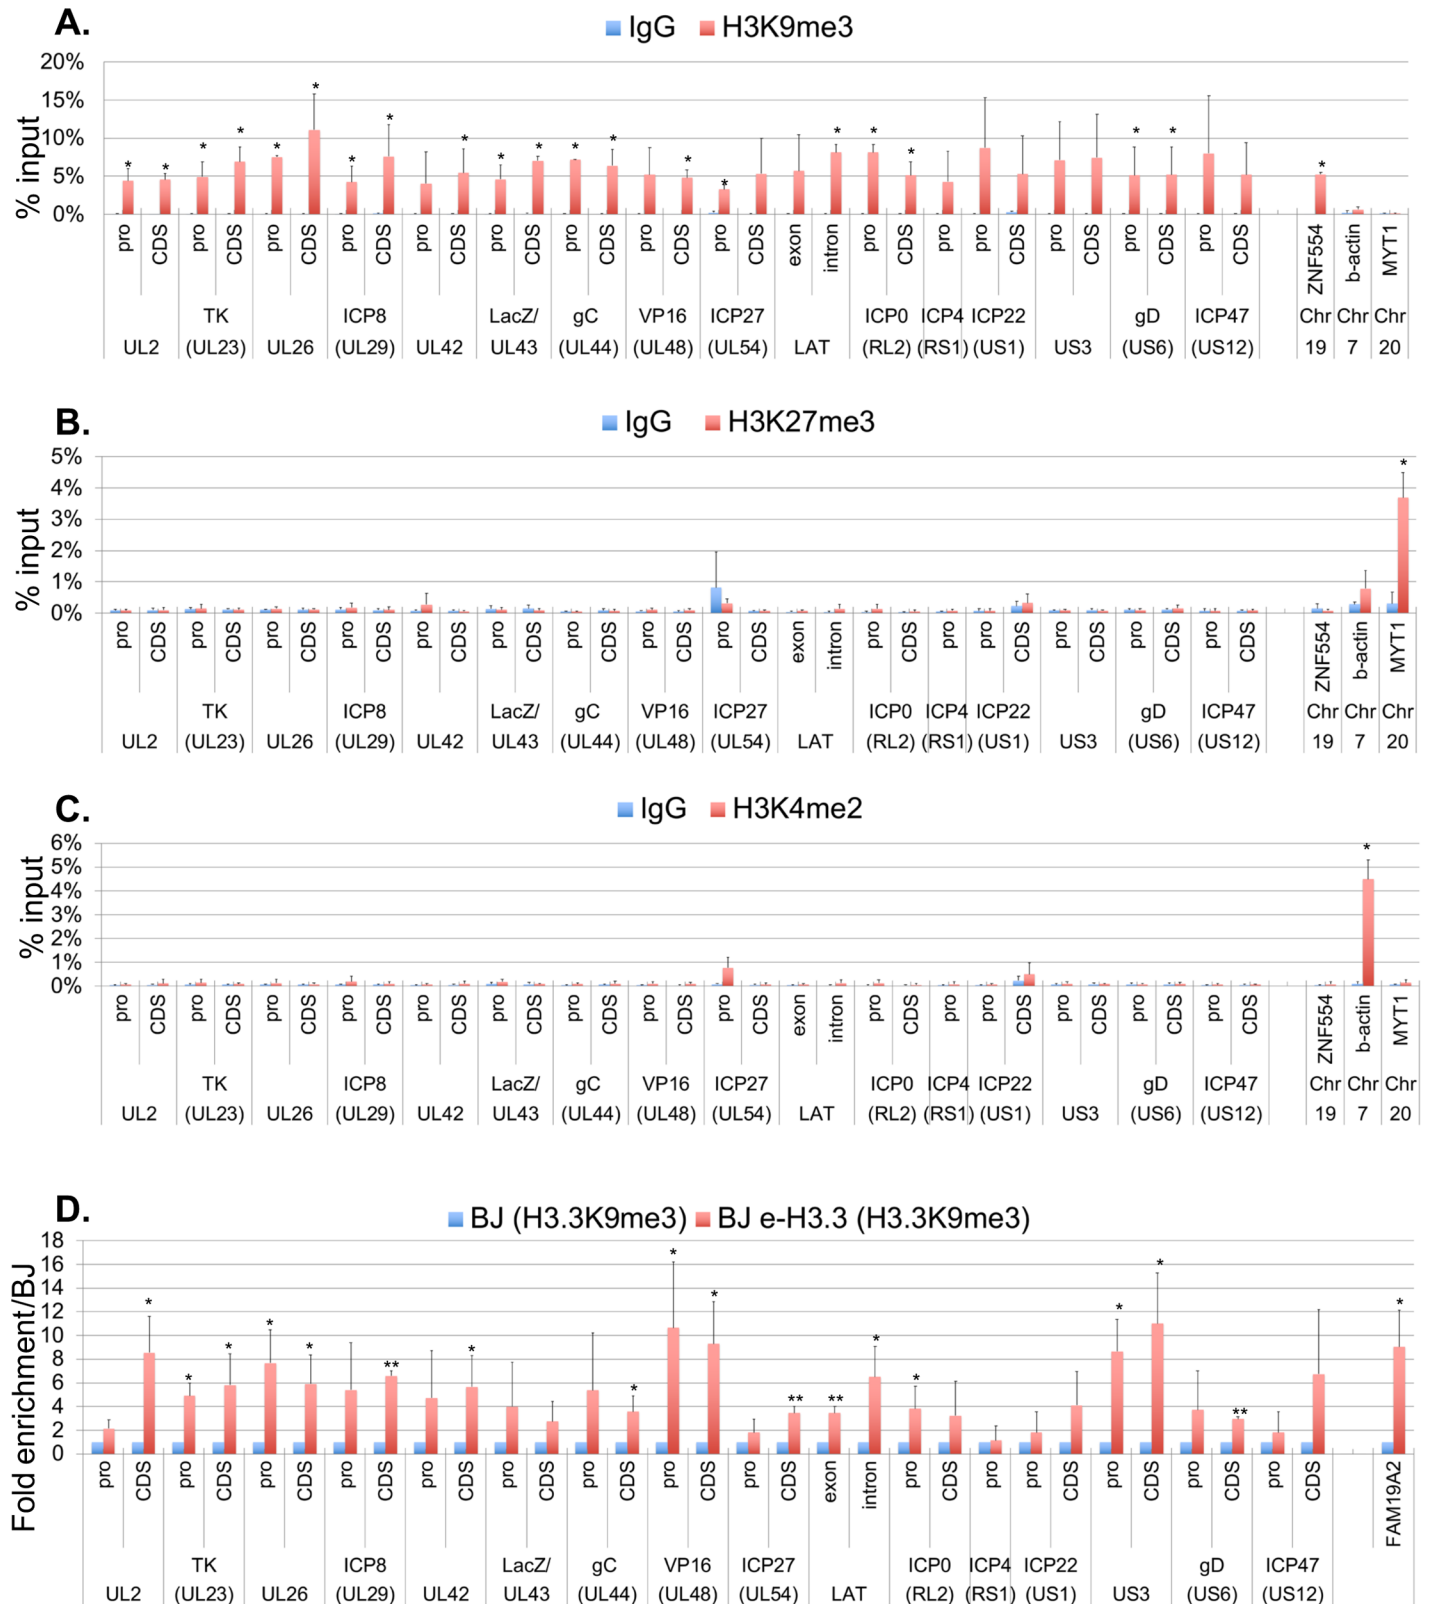 A.
IgG H3K9me3
% input
20%
15%
10%
5%
0%
* * * * * * * * * * * * * * * * * * * * *
pro CDS pro CDS pro CDS pro CDS pro CDS pro CDS pro CDS pro CDS pro CDS exon intron pro CDS pro pro CDS pro CDS pro CDS pro CDS ZNF554 b-actin MYT1
TK ICP8 LacZ/ gC VP16 ICP27 ICP0 ICP4 ICP22 gD ICP47 Chr Chr Chr
UL2 (UL23) UL26 (UL29) UL42 UL43 (UL44) (UL48) (UL54) LAT (RL2) (RS1) (US1) US3 (US6) (US12) 19 7 20
B.
IgG H3K27me3
% input
5%
4%
3%
2%
1%
0%
*
pro CDS pro CDS pro CDS pro CDS pro CDS pro CDS pro CDS pro CDS pro CDS exon intron pro CDS pro pro CDS pro CDS pro CDS pro CDS ZNF554 b-actin MYT1
TK ICP8 LacZ/ gC VP16 ICP27 ICP0 ICP4 ICP22 gD ICP47 Chr Chr Chr
UL2 (UL23) UL26 (UL29) UL42 UL43 (UL44) (UL48) (UL54) LAT (RL2) (RS1) (US1) US3 (US6) (US12) 19 7 20
C.
IgG H3K4me2
% input
6%
5%
4%
3%
2%
1%
0%
*
pro CDS pro CDS pro CDS pro CDS pro CDS pro CDS pro CDS pro CDS pro CDS exon intron pro CDS pro pro CDS pro CDS pro CDS pro CDS ZNF554 b-actin MYT1
TK ICP8 LacZ/ gC VP16 ICP27 ICP0 ICP4 ICP22 gD ICP47 Chr Chr Chr
UL2 (UL23) UL26 (UL29) UL42 UL43 (UL44) (UL48) (UL54) LAT (RL2) (RS1) (US1) US3 (US6) (US12) 19 7 20
D.
BJ (H3.3K9me3) BJ e-H3.3 (H3.3K9me3)
Fold enrichment/BJ
18
16
14
12
10
8
6
4
2
0
* * * * * ** * * * * ** ** * * * * ** *
pro CDS pro CDS pro CDS pro CDS pro CDS pro CDS pro CDS pro CDS pro CDS exon intron pro CDS pro pro CDS pro CDS pro CDS pro CDS FAM19A2
TK ICP8 LacZ/ gC VP16 ICP27 ICP0 ICP4 ICP22 gD ICP47
UL2 (UL23) UL26 (UL29) UL42 UL43 (UL44) (UL48) (UL54) LAT (RL2) (RS1) (US1) US3 (US6) (US12)